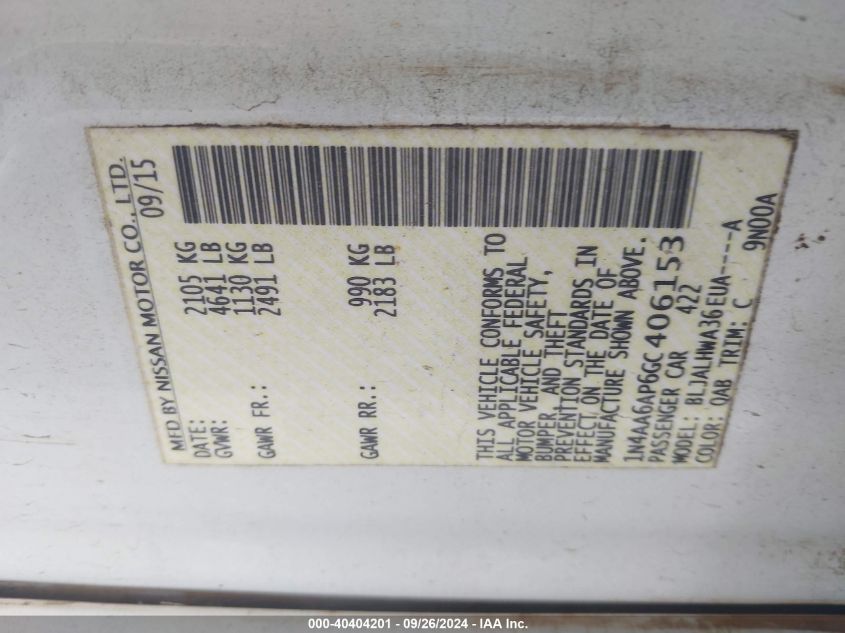 MFD BY NISSAN MOTOR CO., LTD.
DATE: 09/15
GVWR: 2105 KG
4641 LB
GAWR FR.: 1130 KG
2491 LB
GAWR RR.: 990 KG
2183 LB
THIS VEHICLE CONFORMS TO
ALL APPLICABLE FEDERAL
MOTOR VEHICLE SAFETY,
BUMPER, AND THEFT
PREVENTION STANDARDS IN
EFFECT ON THE DATE OF
MANUFACTURE SHOWN ABOVE.
1N4AA6AP6GC406153
PASSENGER CAR 422
MODEL: BLJALHWA36EUA----A
COLOR: QAB TRIM: C 9N00A
000-40404201 - 09/26/2024 - IAA Inc.